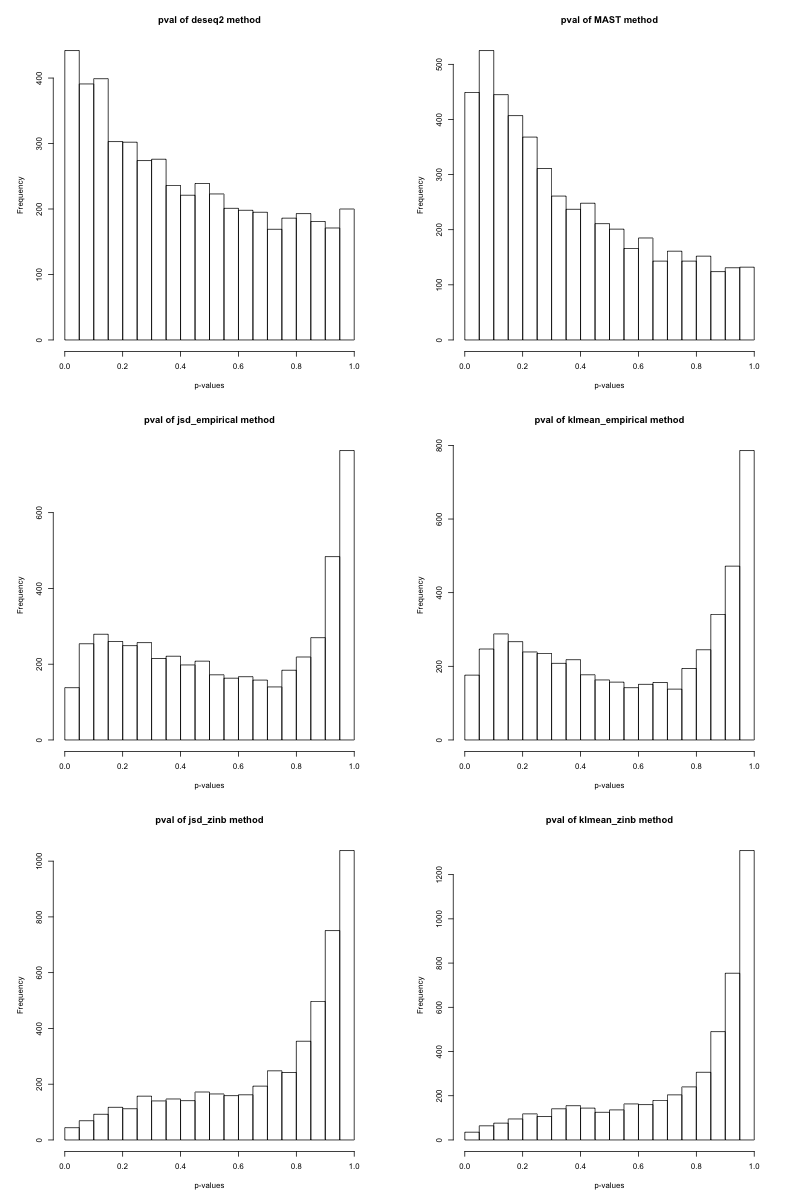 pval of deseq2 method
Frequency
0
100
200
300
400
0.0 0.2 0.4 0.6 0.8 1.0
p-values
pval of MAST method
Frequency
0
100
200
300
400
500
0.0 0.2 0.4 0.6 0.8 1.0
p-values
pval of jsd_empirical method
Frequency
0
200
400
600
0.0 0.2 0.4 0.6 0.8 1.0
p-values
pval of klmean_empirical method
Frequency
0
200
400
600
800
0.0 0.2 0.4 0.6 0.8 1.0
p-values
pval of jsd_zinb method
Frequency
0
200
400
600
800
1000
0.0 0.2 0.4 0.6 0.8 1.0
p-values
pval of klmean_zinb method
Frequency
0
200
400
600
800
1000
1200
0.0 0.2 0.4 0.6 0.8 1.0
p-values